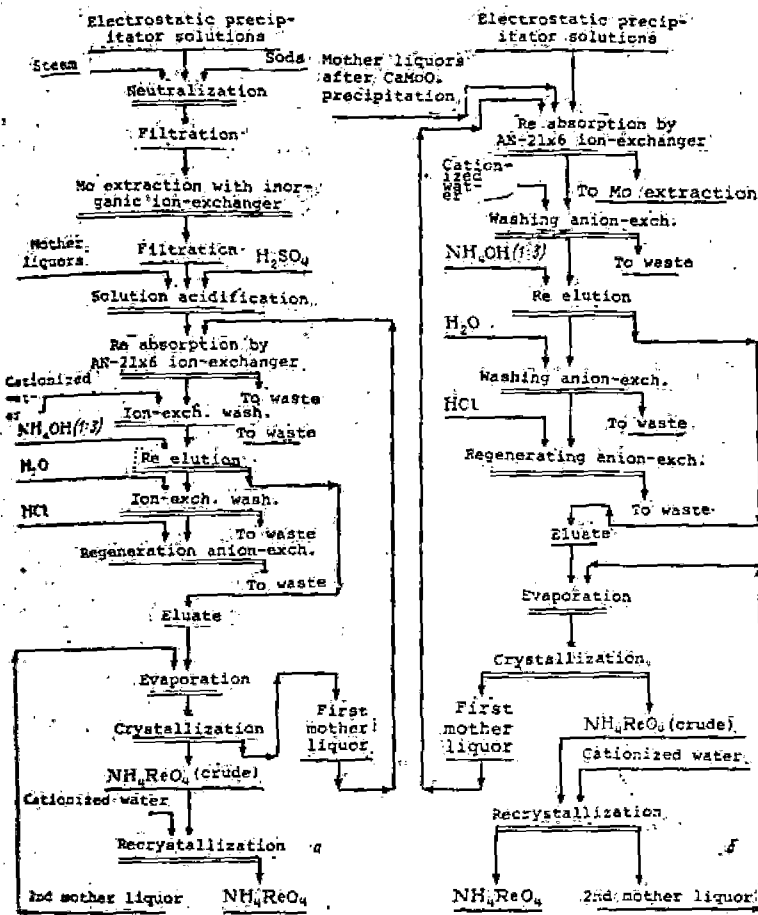 Electrostatic precip-
itator solutions
Steam
Soda
Neutralization
Filtration
Mo extraction with inor-
ganic ion-exchanger
Filtration
Mother
liquors
H₂SO₄
Solution acidification
Re absorption by
AN-21x6 ion-exchanger
Cationized
wat-
er
To waste
Ion-exch. wash.
NH₄OH(1:3)
To waste
Re elution
H₂O
Ion-exch. wash.
HCl
To waste
Regeneration anion-exch.
To waste
Eluate
Evaporation
Crystallization
First
mother
liquor
NH₄ReO₄ (crude)
Cationized water
Recrystallization
a
2nd mother liquor
NH₄ReO₄
Electrostatic precip-
itator solutions
Mother liquors
after CaMoO₄
precipitation
Re absorption by
AN-21x6 ion-exchanger
Cation-
ized
wat-
er
To Mo extraction
Washing anion-exch.
NH₄OH(1:3)
To waste
Re elution
H₂O
Washing anion-exch.
HCl
To waste
Regenerating anion-exch.
To waste
Eluate
Evaporation
Crystallization
First
mother
liquor
NH₄ReO₄ (crude)
Cationized water
Recrystallization
б
NH₄ReO₄
2nd mother liquor